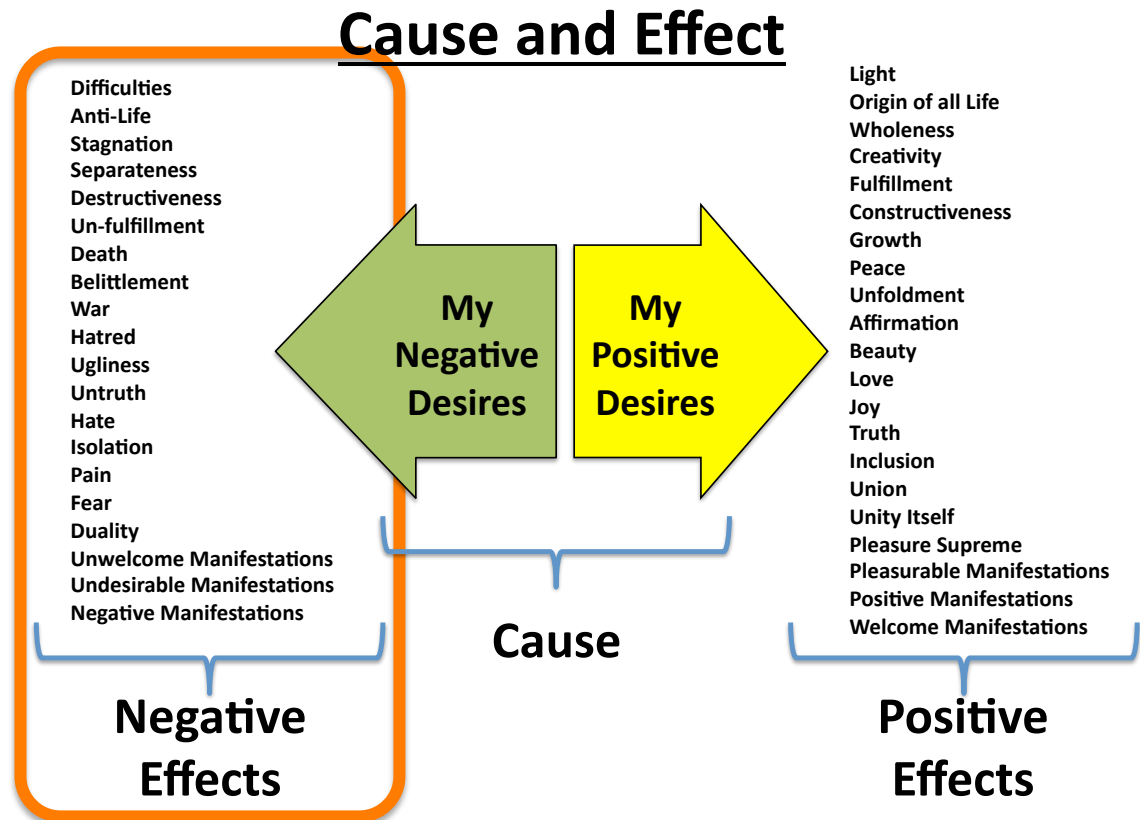 Cause and Effect
Difficulties
Anti-Life
Stagnation
Separateness
Destructiveness
Un-fulfillment
Death
Belittlement
War
Hatred
Ugliness
Untruth
Hate
Isolation
Pain
Fear
Duality
Unwelcome Manifestations
Undesirable Manifestations
Negative Manifestations
Negative
Effects
My
Negative
Desires
My
Positive
Desires
Cause
Light
Origin of all Life
Wholeness
Creativity
Fulfillment
Constructiveness
Growth
Peace
Unfoldment
Affirmation
Beauty
Love
Joy
Truth
Inclusion
Union
Unity Itself
Pleasure Supreme
Pleasurable Manifestations
Positive Manifestations
Welcome Manifestations
Positive
Effects